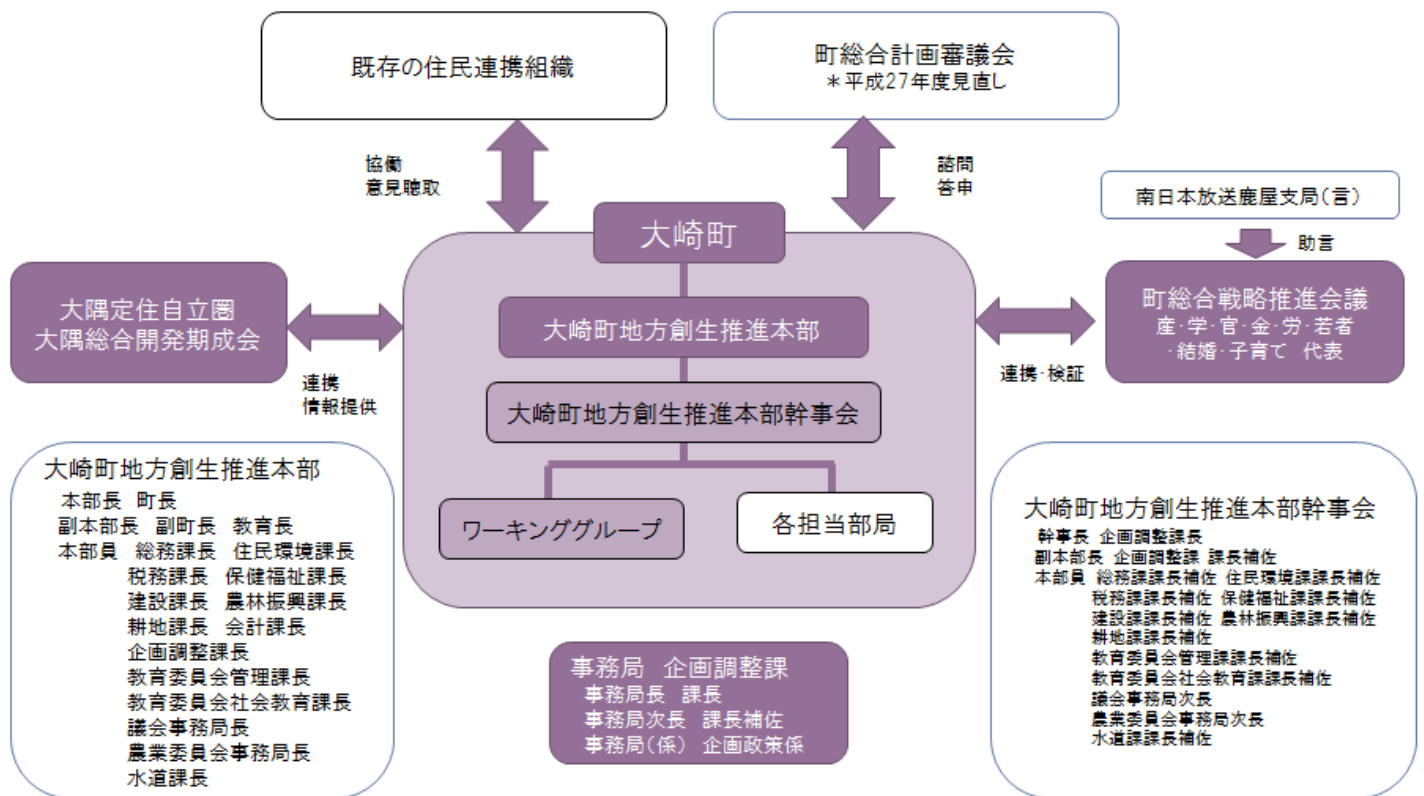 既存の住民連携組織
町総合計画審議会
＊平成27年度見直し
協働
意見聴取
諮問
答申
南日本放送鹿屋支局(言)
助言
大崎町
大隅定住自立圏
大隅総合開発期成会
連携
情報提供
大崎町地方創生推進本部
大崎町地方創生推進本部幹事会
ワーキンググループ
各担当部局
町総合戦略推進会議
産・学・官・金・労・若者
・結婚・子育て 代表
連携・検証
大崎町地方創生推進本部
本部長 町長
副本部長 副町長 教育長
本部員 総務課長 住民環境課長
税務課長 保健福祉課長
建設課長 農林振興課長
耕地課長 会計課長
企画調整課長
教育委員会管理課長
教育委員会社会教育課長
議会事務局長
農業委員会事務局長
水道課長
事務局 企画調整課
事務局長 課長
事務局次長 課長補佐
事務局(係) 企画政策係
大崎町地方創生推進本部幹事会
幹事長 企画調整課長
副本部長 企画調整課 課長補佐
本部員 総務課課長補佐 住民環境課課長補佐
税務課課長補佐 保健福祉課課長補佐
建設課課長補佐 農林振興課課長補佐
耕地課課長補佐
教育委員会管理課課長補佐
教育委員会社会教育課課長補佐
議会事務局次長
農業委員会事務局次長
水道課課長補佐